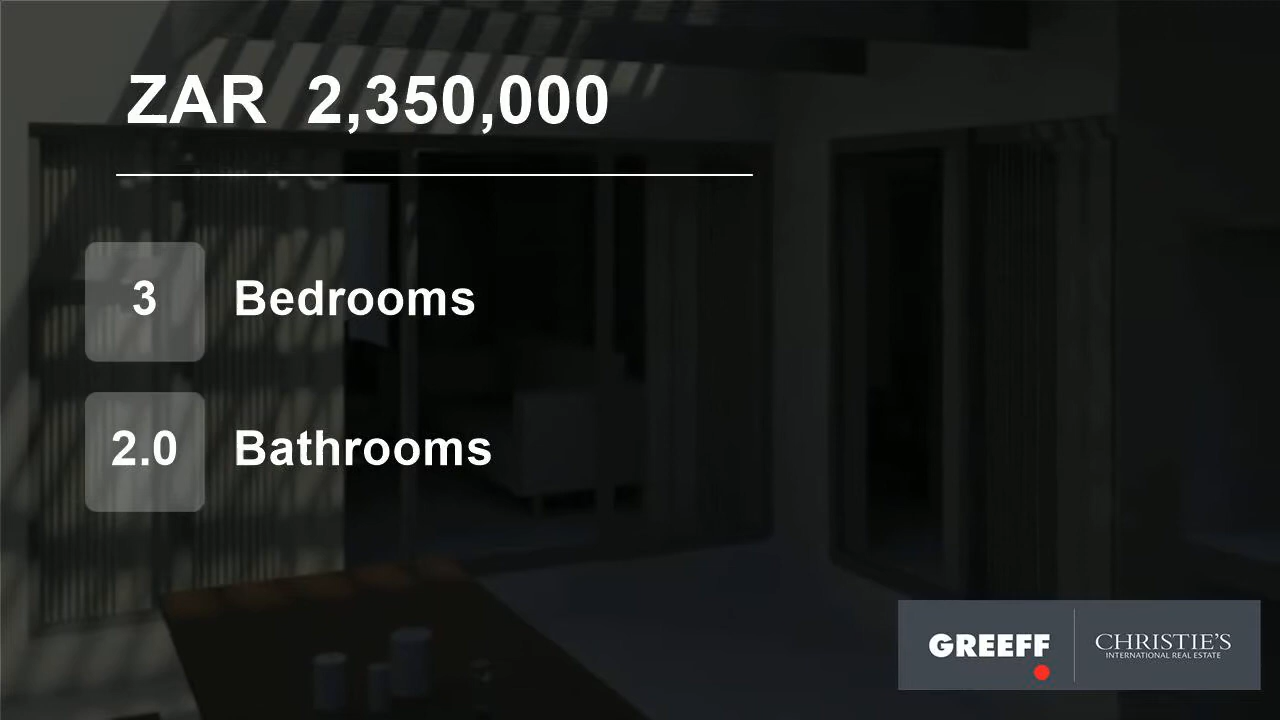 ZAR 2,350,000
3 Bedrooms
2.0 Bathrooms
GREEFF
CHRISTIE'S
INTERNATIONAL REAL ESTATE